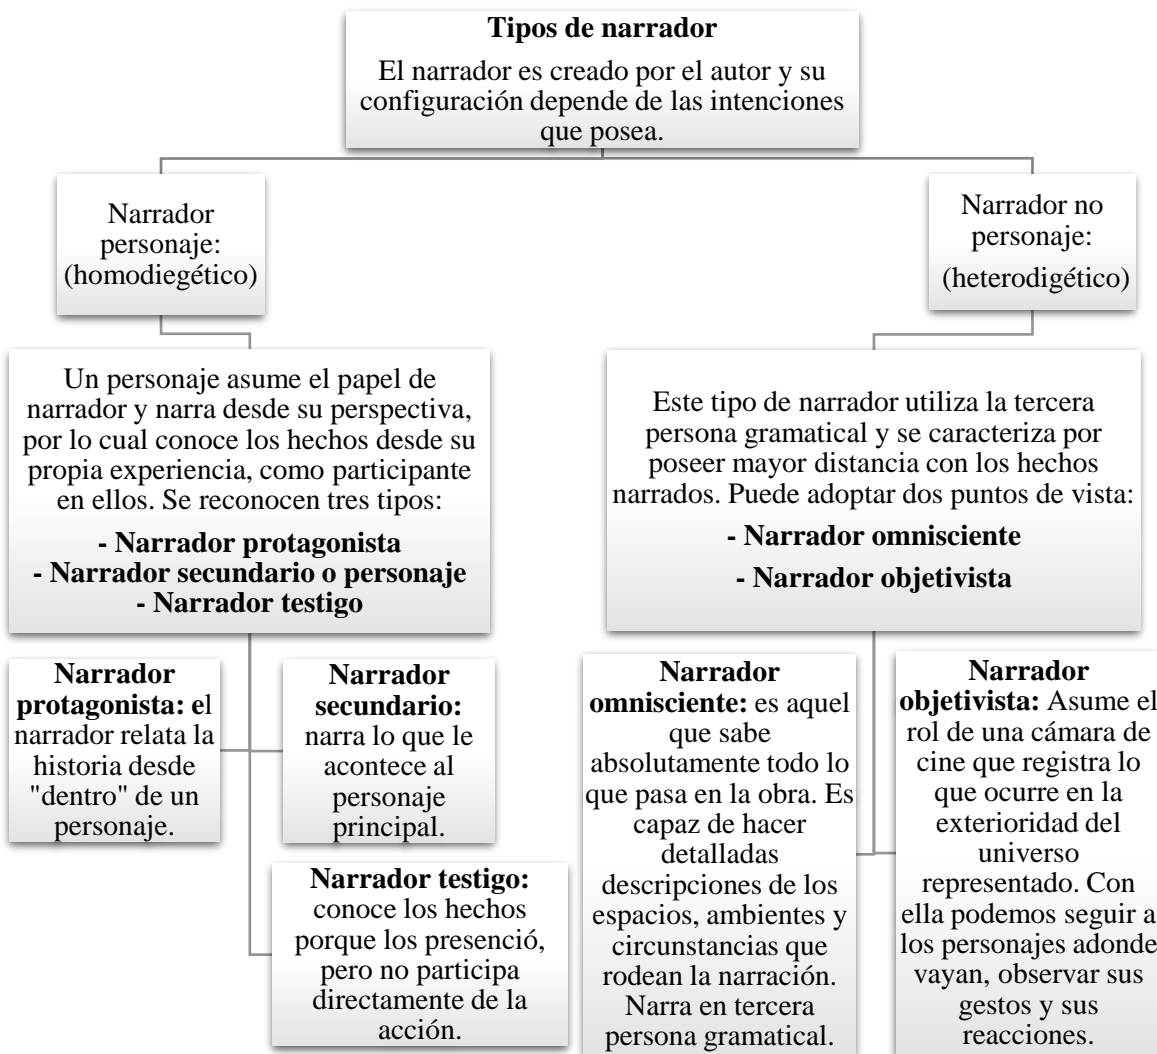 Tipos de narrador
El narrador es creado por el autor y su
configuración depende de las intenciones
que posea.
Narrador
personaje:
(homodiegético)
Narrador no
personaje:
(heterodigético)
Un personaje asume el papel de
narrador y narra desde su perspectiva,
por lo cual conoce los hechos desde su
propia experiencia, como participante
en ellos. Se reconocen tres tipos:
- Narrador protagonista
- Narrador secundario o personaje
- Narrador testigo
Este tipo de narrador utiliza la tercera
persona gramatical y se caracteriza por
poseer mayor distancia con los hechos
narrados. Puede adoptar dos puntos de vista:
- Narrador omnisciente
- Narrador objetivista
Narrador
protagonista: el
narrador relata la
historia desde
"dentro" de un
personaje.
Narrador
secundario:
narra lo que le
acontece al
personaje
principal.
Narrador testigo:
conoce los hechos
porque los presenció,
pero no participa
directamente de la
acción.
Narrador
omnisciente: es aquel
que sabe
absolutamente todo lo
que pasa en la obra. Es
capaz de hacer
detalladas
descripciones de los
espacios, ambientes y
circunstancias que
rodean la narración.
Narra en tercera
persona gramatical.
Narrador
objetivista: Asume el
rol de una cámara de
cine que registra lo
que ocurre en la
exterioridad del
universo
representado. Con
ella podemos seguir a
los personajes adonde
vayan, observar sus
gestos y sus
reacciones.